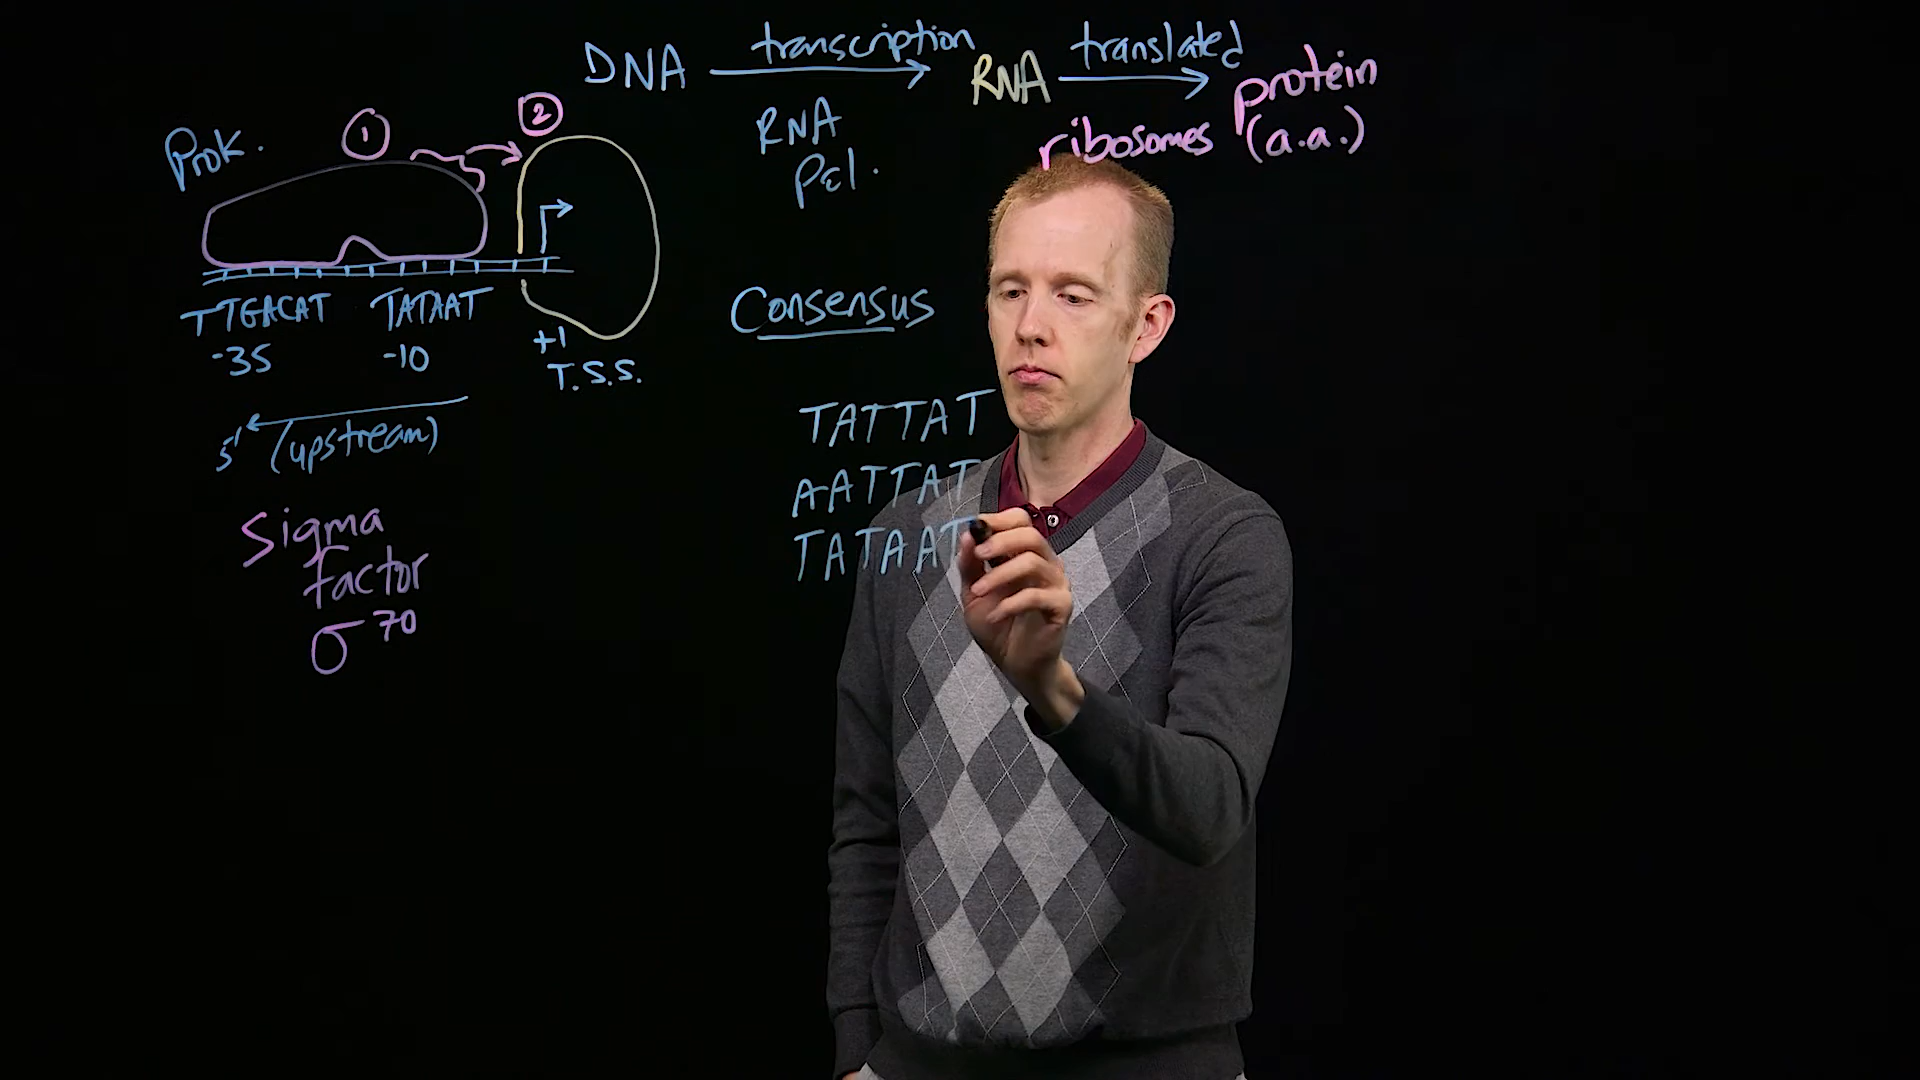 DNA transcription RNA translated protein
RNA ribosomes (a.a.)
Pol.
Prok.
1 2
TTGACAT TATAAT
-35 -10 +1
T.S.S.
5' (upstream)
Sigma
factor
σ70
Consensus
TATTAT
AATTAT
TATAAT